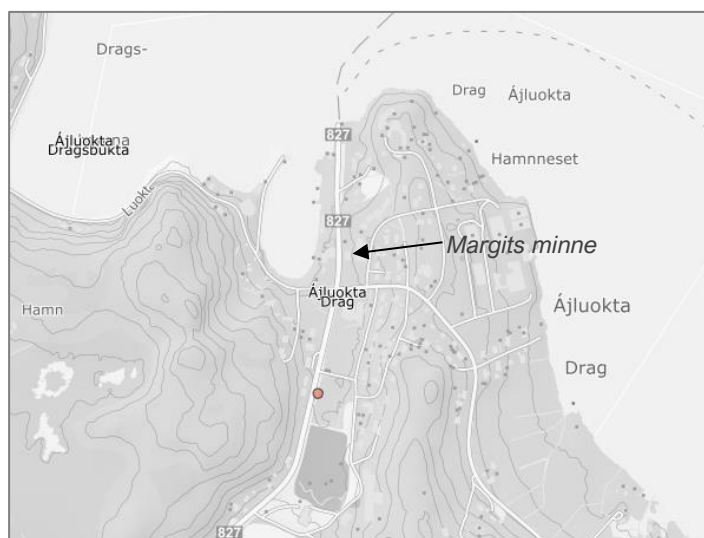 Drags-
Drag Ájluokta
827
Ájluokta
Dragsbukta
Hamnneset
Luokt
827
Margits minne
Ájluokta
Drag
Hamn
Ájluokta
Drag
827